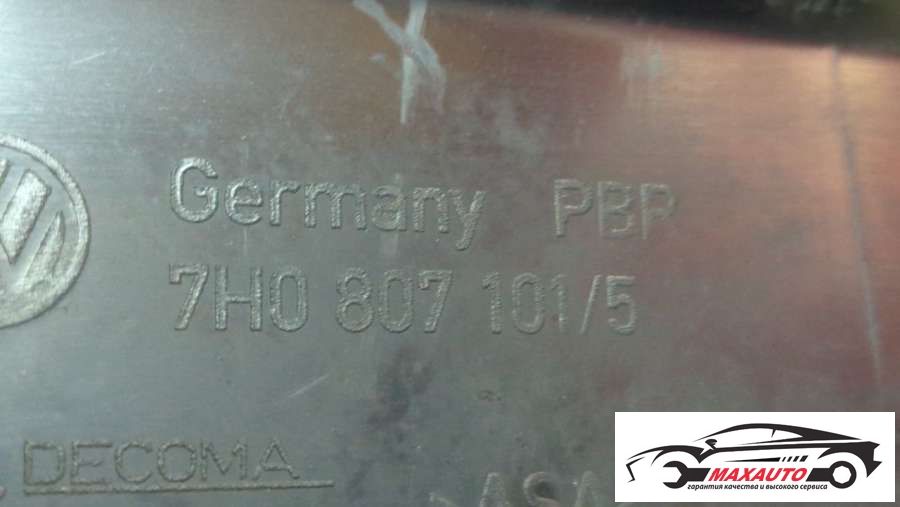 Germany PBP
7H0 807 101/5
DECOMA
MAXAUTO
гарантия качества и высокого сервиса